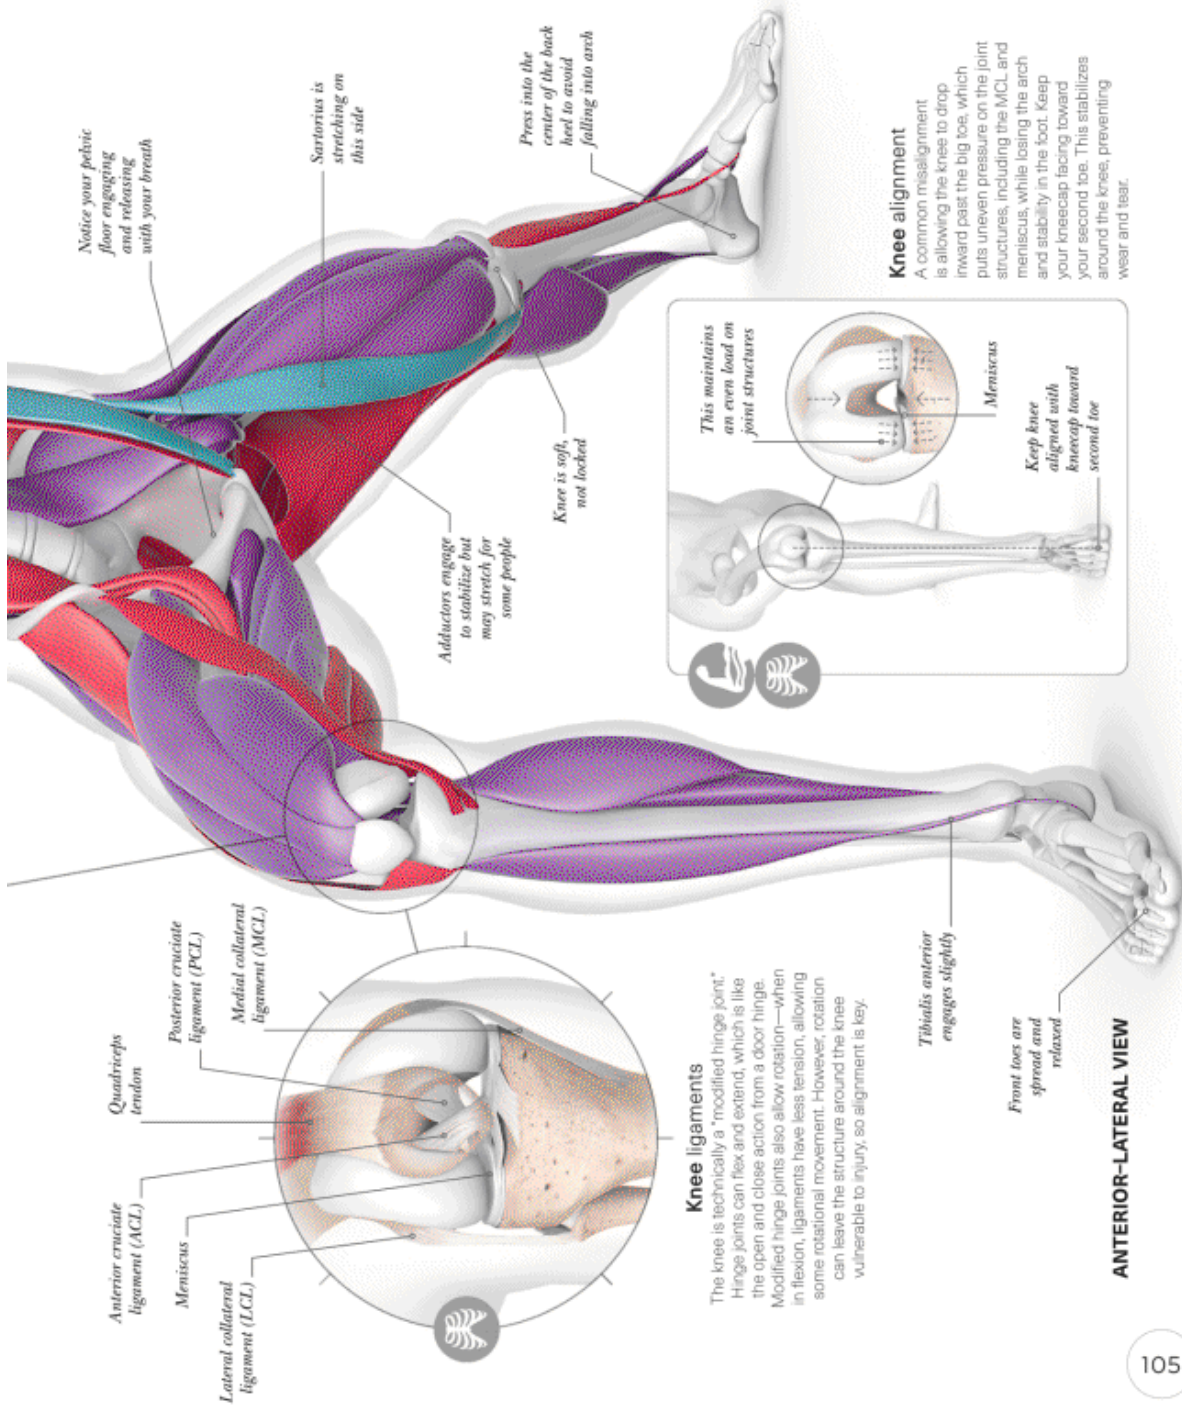 Notice your pelvic
floor engaging
and releasing
with your breath
Sartorius is
stretching on
this side
Press into the
center of the back
heel to avoid
falling into arch
Adductors engage
to stabilize but
may stretch for
some people
Knee is soft,
not locked
Knee alignment
A common misalignment
is allowing the knee to drop
inward past the big toe, which
puts uneven pressure on the joint
structures, including the MCL and
meniscus, while losing the arch
and stability in the foot. Keep
your kneecap facing toward
your second toe. This stabilizes
around the knee, preventing
wear and tear.
This maintains
an even load on
joint structures
Meniscus
Keep knee
aligned with
kneecap toward
second toe
Anterior cruciate
ligament (ACL)
Quadriceps
tendon
Posterior cruciate
ligament (PCL)
Meniscus
Medial collateral
ligament (MCL)
Lateral collateral
ligament (LCL)
Knee ligaments
The knee is technically a "modified hinge joint."
Hinge joints can flex and extend, which is like
the open and close action from a door hinge.
Modified hinge joints also allow rotation—when
in flexion, ligaments have less tension, allowing
some rotational movement. However, rotation
can leave the structure around the knee
vulnerable to injury, so alignment is key.
Tibialis anterior
engages slightly
Front toes are
spread and
relaxed
ANTERIOR-LATERAL VIEW
105